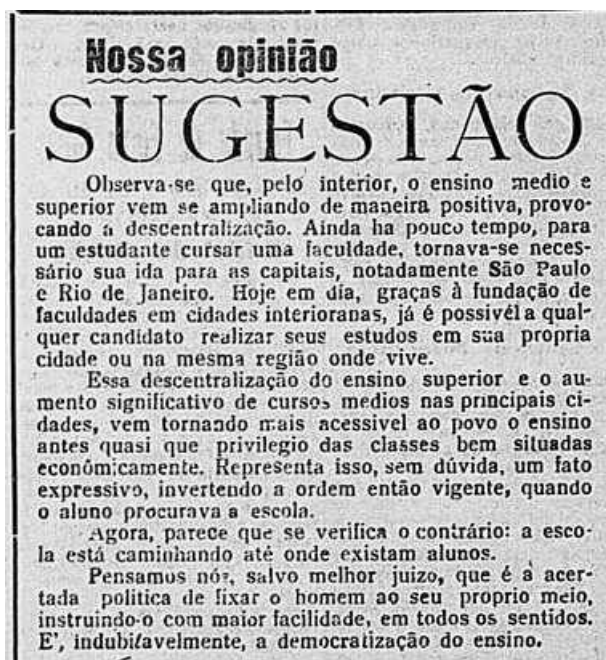 Nossa opinião
SUGESTÃO
Observa-se que, pelo interior, o ensino medio e
superior vem se ampliando de maneira positiva, provo-
cando a descentralização. Ainda ha pouco tempo, para
um estudante cursar uma faculdade, tornava-se neces-
sário sua ida para as capitais, notadamente São Paulo
e Rio de Janeiro. Hoje em dia, graças à fundação de
faculdades em cidades interioranas, já é possivél a qual-
quer candidato realizar seus estudos em sua propria
cidade ou na mesma região onde vive.
Essa descentralização do ensino superior e o au-
mento significativo de cursos medios nas principais ci-
dades, vem tornando mais acessivel ao povo o ensino
antes quasi que privilegio das classes bem situadas
econômicamente. Representa isso, sem dúvida, um fato
expressivo, invertendo a ordem então vigente, quando
o aluno procurava a escola.
Agora, parece que se verifica o contrário: a esco-
la está caminhando até onde existam alunos.
Pensamos nós, salvo melhor juizo, que é a acer-
tada politica de fixar o homem ao seu proprio meio,
instruindo-o com maior facilidade, em todos os sentidos.
E', indubitavelmente, a democratização do ensino.